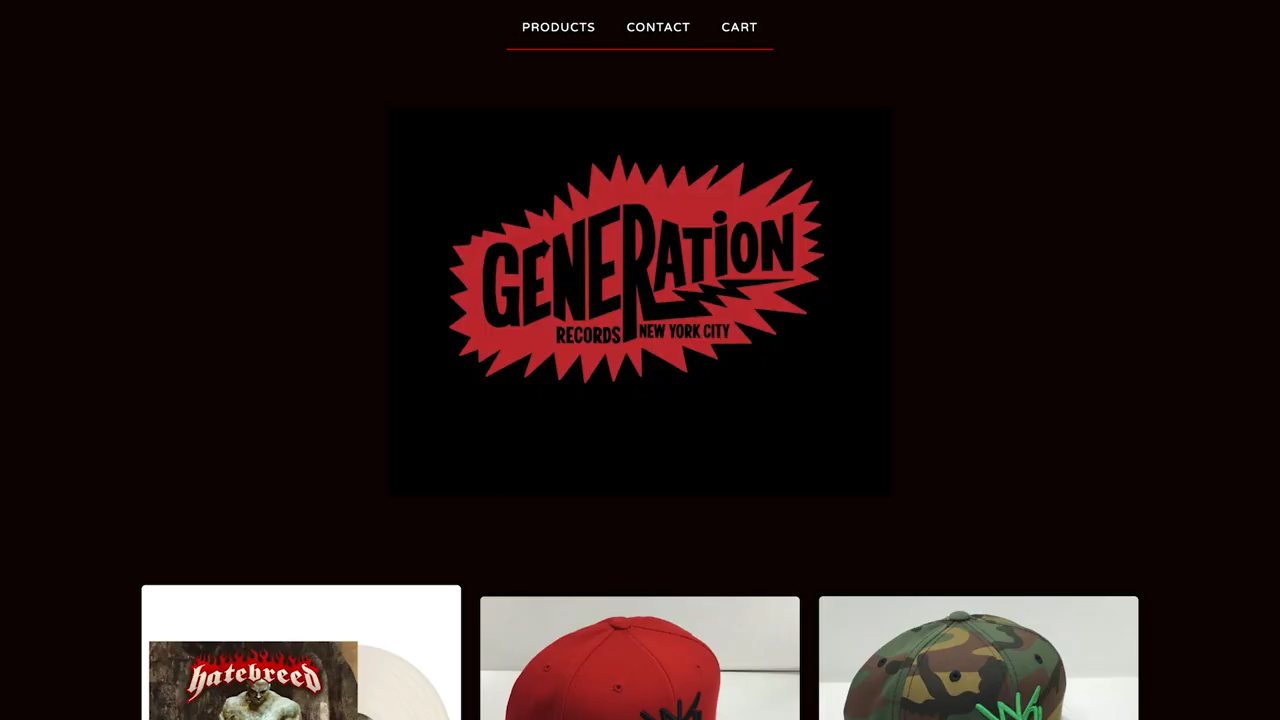 PRODUCTS CONTACT CART
GENERATiON
RECORDS NEW YORK CITY
hatebreed